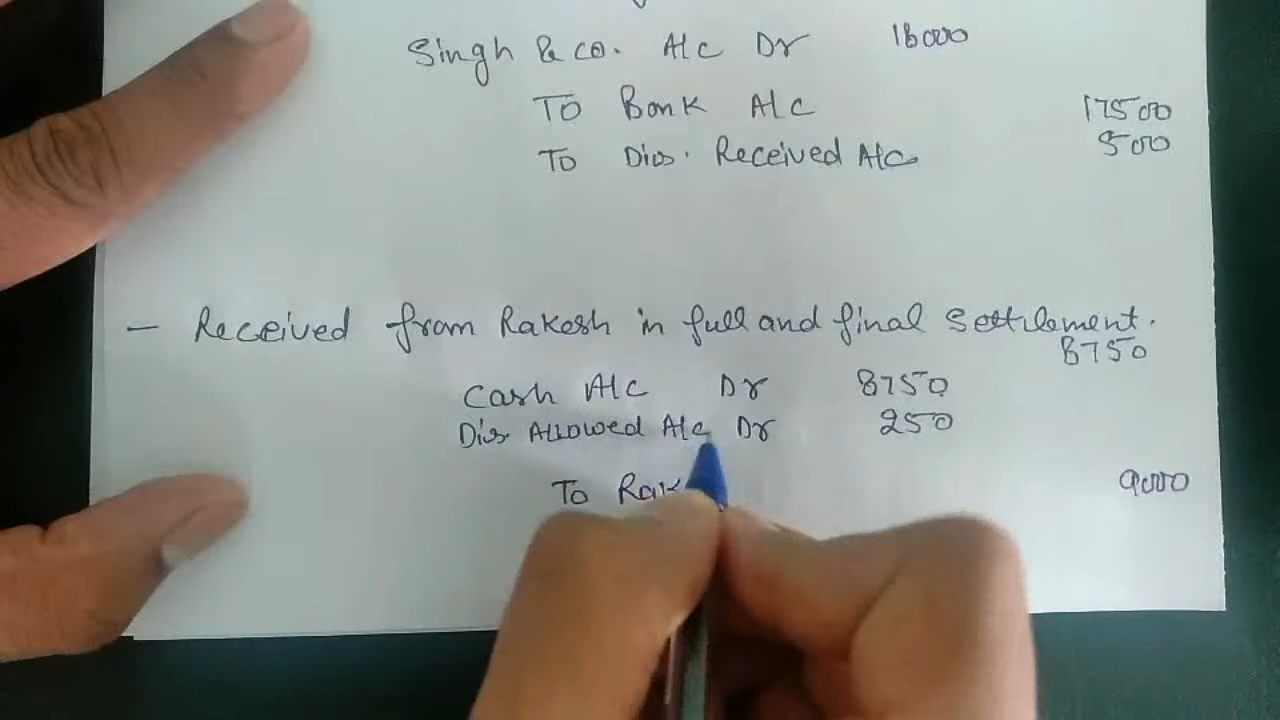 Singh & co. A/c Dr 18000
To Bank A/c 17500
To Dis. Received A/c 500
– Received from Rakesh in full and final Settlement.
8750
Cash A/c Dr 8750
Dis Allowed A/c Dr 250
To Rak 9000